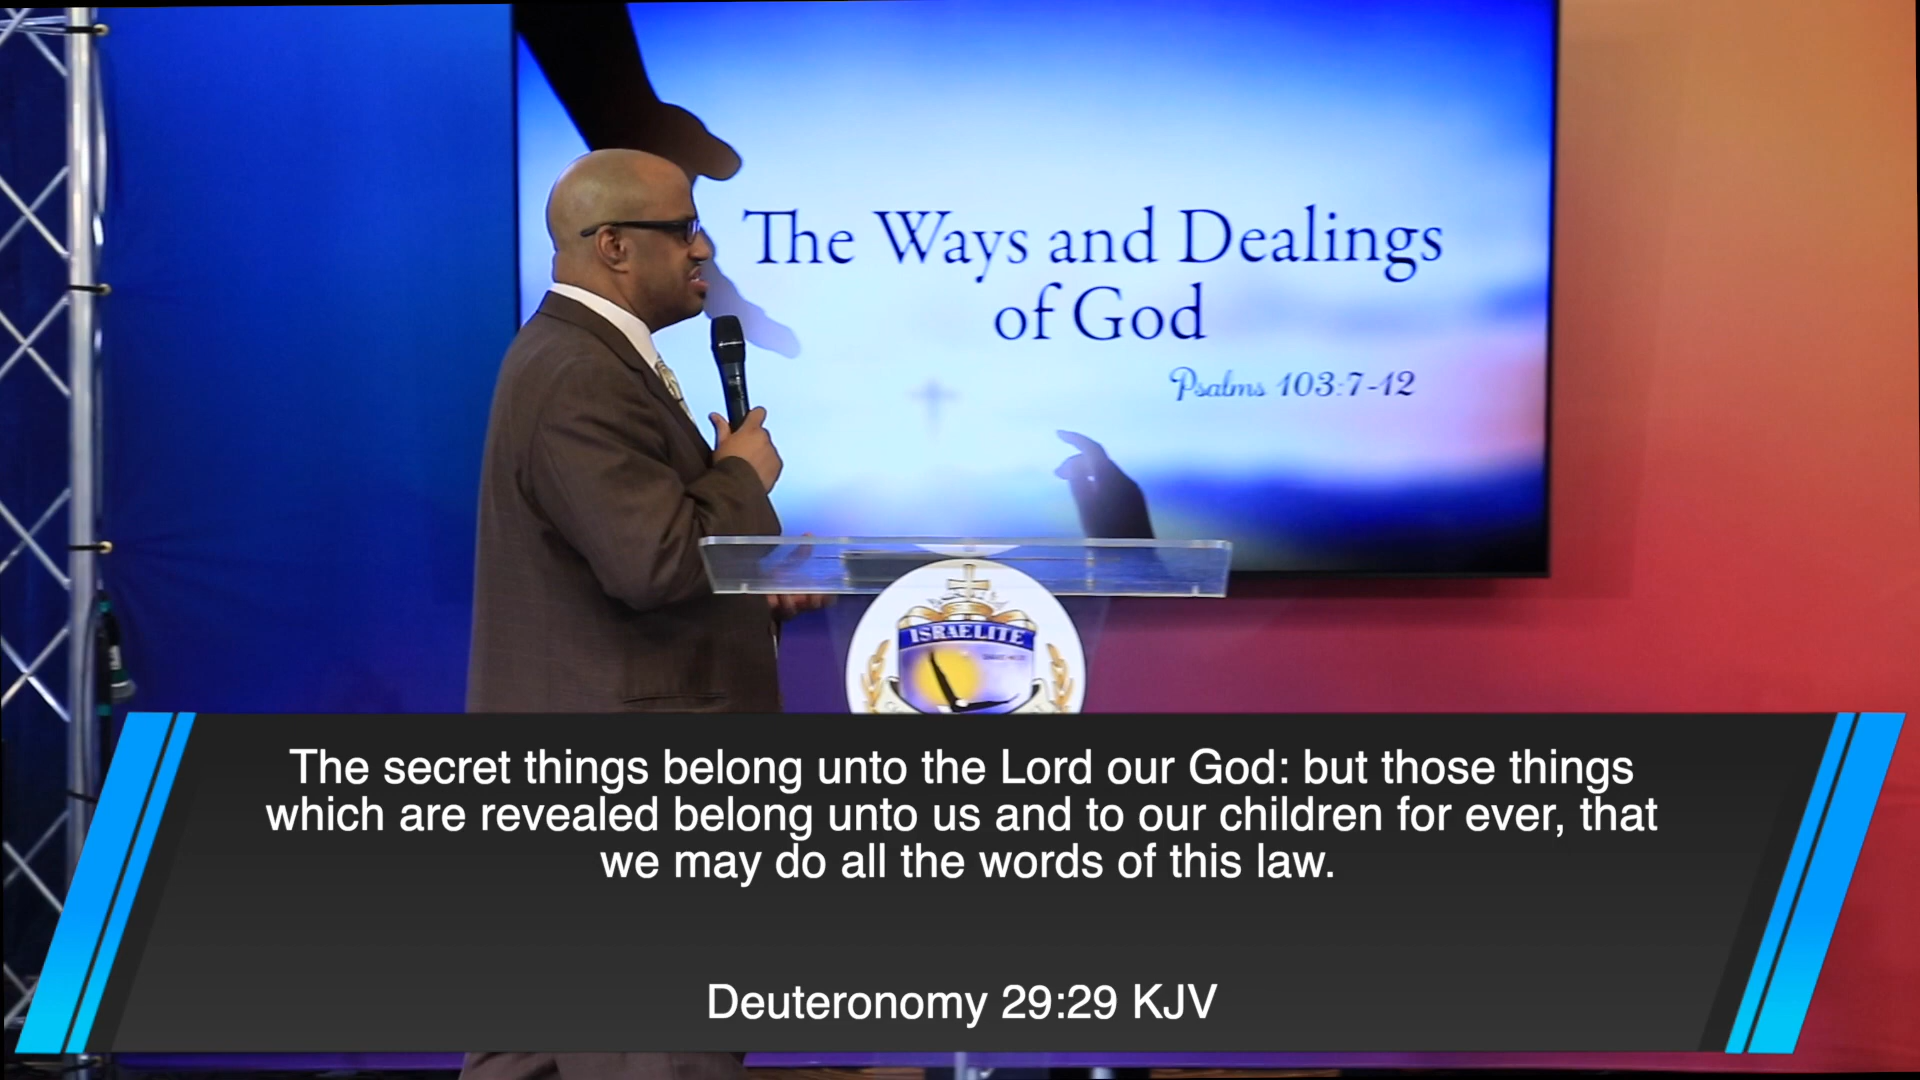 The Ways and Dealings
of God
Psalms 103:7-12
ISRAELITE
The secret things belong unto the Lord our God: but those things
which are revealed belong unto us and to our children for ever, that
we may do all the words of this law.
Deuteronomy 29:29 KJV